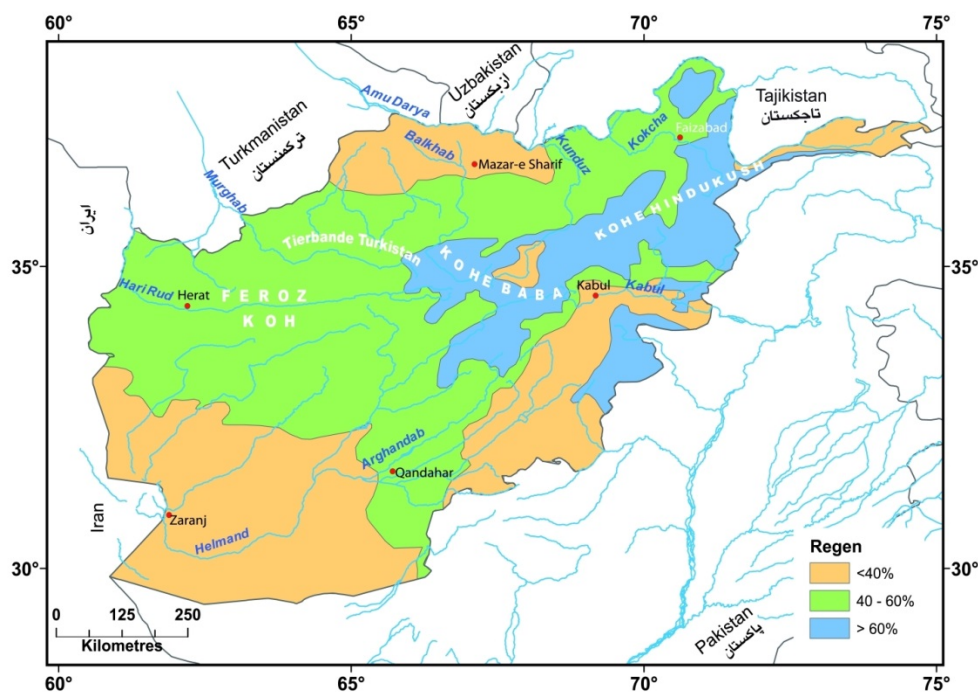 60°
65°
70°
75°
Uzbakistan
ازبکستان
Amu Darya
Tajikistan
تاجکستان
Turkmanistan
ترکمنستان
Balkhab
Mazar-e Sharif
Kunduz
Kokcha
Faizabad
Murghab
ایران
KOHE HINDUKUSH
Tierbande Turkistan
KOHE BABA
35°
35°
Hari Rud
Herat
FEROZ
KOH
Kabul
Kabul
Arghandab
Qandahar
Iran
Zaranj
Helmand
30°
30°
Regen
<40%
40 - 60%
> 60%
0 125 250
Kilometres
Pakistan
پاکستان
60°
65°
70°
75°